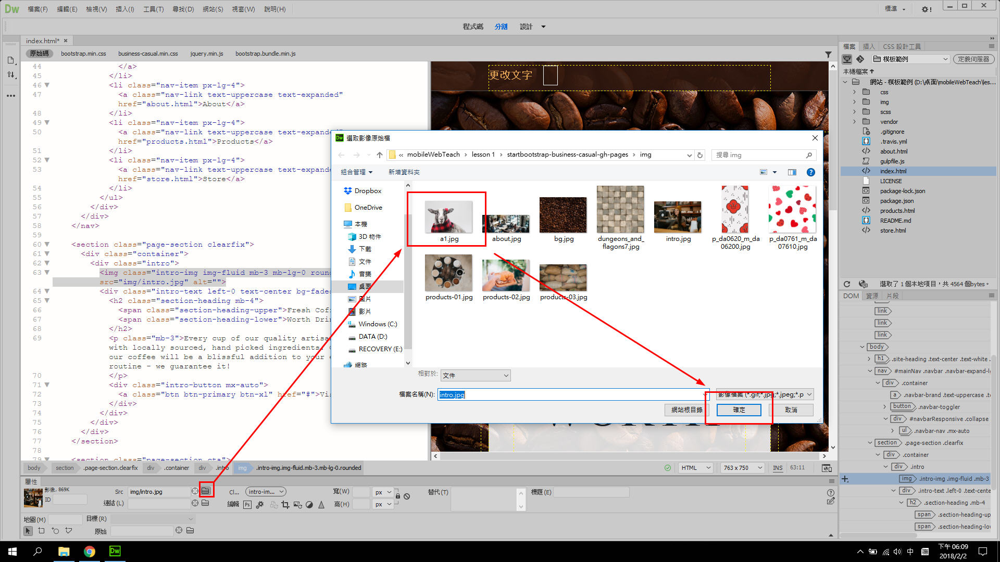 Dw 檔案(F) 編輯(E) 檢視(V) 插入(I) 工具(T) 尋找(D) 網站(S) 視窗(W) 說明(H) 標準
程式碼 分割 設計
index.html*
原始碼 bootstrap.min.css business-casual.min.css jquery.min.js bootstrap.bundle.min.js
44 </a>
45 </li>
46 <li class="nav-item px-lg-4">
47 <a class="nav-link text-uppercase text-expanded"
href="about.html">About</a>
48 </li>
49 <li class="nav-item px-lg-4">
50 <a class="nav-link text-uppercase text-expanded"
href="products.html">Products</a>
51 </li>
52 <li class="nav-item px-lg-4">
53 <a class="nav-link text-uppercase text-expande
href="store.html">Store</a>
54 </li>
55 </ul>
56 </div>
57 </div>
58 </nav>
59
60 <section class="page-section clearfix">
61 <div class="container">
62 <div class="intro">
63 <img class="intro-img img-fluid mb-3 mb-lg-0 roun
src="img/intro.jpg" alt="">
64 <div class="intro-text left-0 text-center bg-fade
65 <h2 class="section-heading mb-4">
66 <span class="section-heading-upper">Fresh Cof
67 <span class="section-heading-lower">Worth Dri
68 </h2>
69 <p class="mb-3">Every cup of our quality artisa
with locally sourced, hand picked ingredients.
our coffee will be a blissful addition to your e
routine - we guarantee it!
70 </p>
71 <div class="intro-button mx-auto">
72 <a class="btn btn-primary btn-xl" href="#">Vis
73 </div>
74 </div>
75 </div>
76 </div>
77 </section>
78
79 <section class="page-section cta">
更改文字
WORTH
Dw 選取影像原始檔
« mobileWebTeach › lesson 1 › startbootstrap-business-casual-gh-pages › img
搜尋 img
組合管理 新增資料夾
Dropbox
OneDrive
本機
3D 物件
下載
文件
音樂
桌面
圖片
影片
Windows (C:)
DATA (D:)
RECOVERY (E:)
網路
a1.jpg
about.jpg
bg.jpg
dungeons_and_
flagons7.jpg
intro.jpg
p_da0620_m_da
06200.jpg
p_da0761_m_da
07610.jpg
products-01.jpg
products-02.jpg
products-03.jpg
相對於: 文件
檔案名稱(N): intro.jpg
影像檔案 (*.gif;*.jpg;*.jpeg;*.p
網站根目錄 確定 取消
body section .page-section.clearfix div .container div .intro img .intro-img.img-fluid.mb-3.mb-lg-0.rounded
HTML 763 x 750 INS 63:11
屬性
影像, 869K
ID
Src img/intro.jpg
連結(L)
Cl... intro-im...
編輯 Ps
寬(W) px
高(H) px
替代(T)
標題(E)
地圖(M)
目標(R)
原始
檔案 插入 CSS 設計工具
模板範例 定義伺服器
本機檔案
網站 - 模板範例 (D:\桌面\mobileWebTeach\les...
css
img
scss
vendor
.gitignore
.travis.yml
about.html
gulpfile.js
index.html
LICENSE
package-lock.json
package.json
products.html
README.md
store.html
選取了 1 個本地項目，共 4564 個bytes。
DOM 資源 片段
link
link
link
body
h1 .site-heading .text-center .text-white .
nav #mainNav .navbar .navbar-expand-l
div .container
a .navbar-brand .text-uppercase .t
button .navbar-toggler
div #navbarResponsive .collapse
ul .navbar-nav .mx-auto
section .page-section .clearfix
div .container
div .intro
img .intro-img .img-fluid .mb-3
div .intro-text .left-0 .text-cente
h2 .section-heading .mb-4
span .section-heading-up
span .section-heading-lo
Dw
中
下午 06:09
2018/2/2